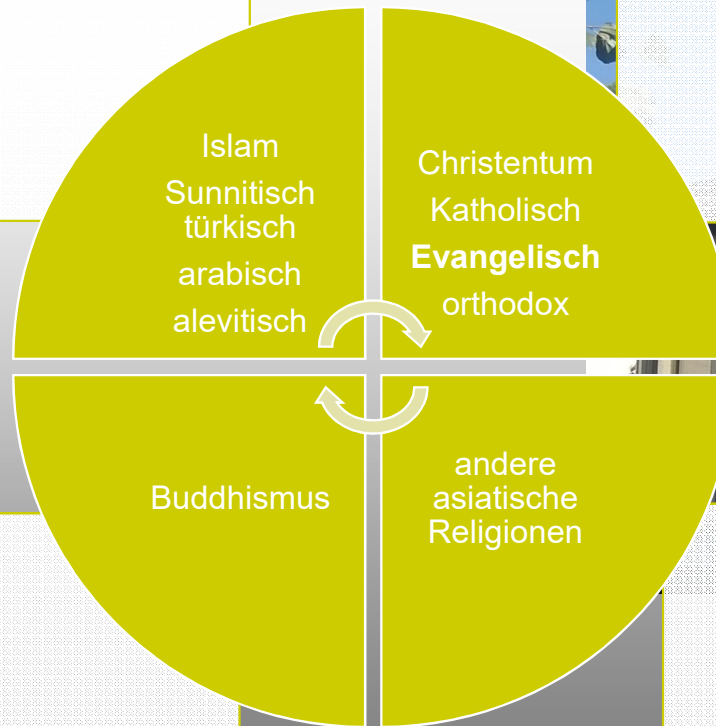 Islam
Sunnitisch
türkisch
arabisch
alevitisch
Christentum
Katholisch
Evangelisch
orthodox
Buddhismus
andere
asiatische
Religionen